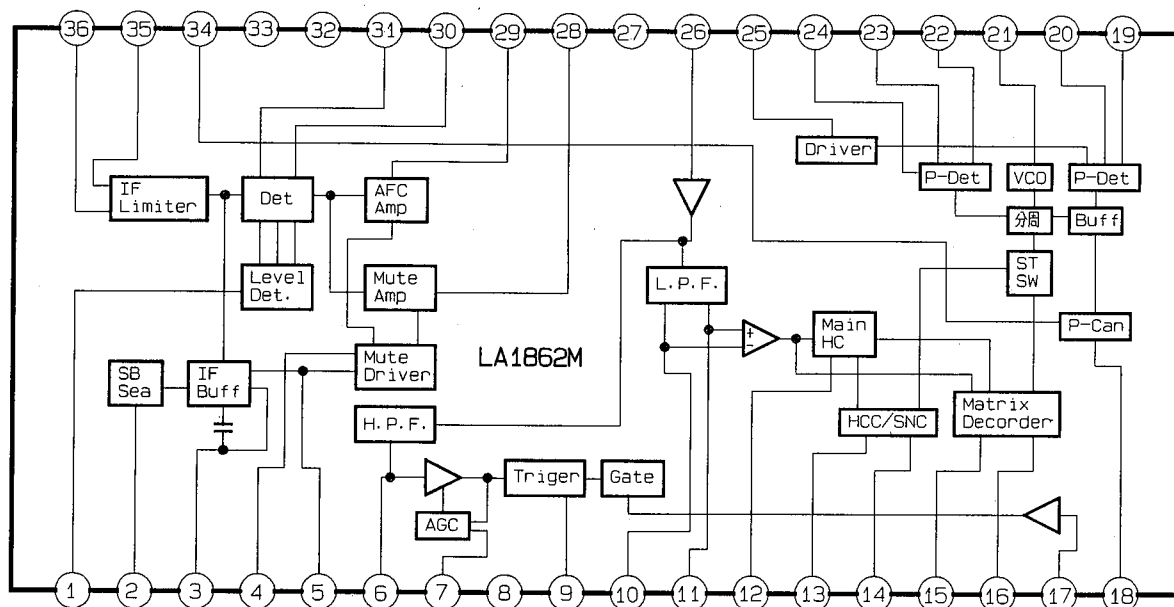 36 35 34 33 32 31 30 29 28 27 26 25 24 23 22 21 20 19
Driver
P-Det
VCO
P-Det
IF
Limiter
Det
AFC
Amp
分周
Buff
Level
Det.
Mute
Amp
L.P.F.
ST
SW
+
-
Main
HC
P-Can
LA1862M
SB
Sea
IF
Buff
Mute
Driver
H.P.F.
HCC/SNC
Matrix
Decorder
Triger
Gate
AGC
1 2 3 4 5 6 7 8 9 10 11 12 13 14 15 16 17 18